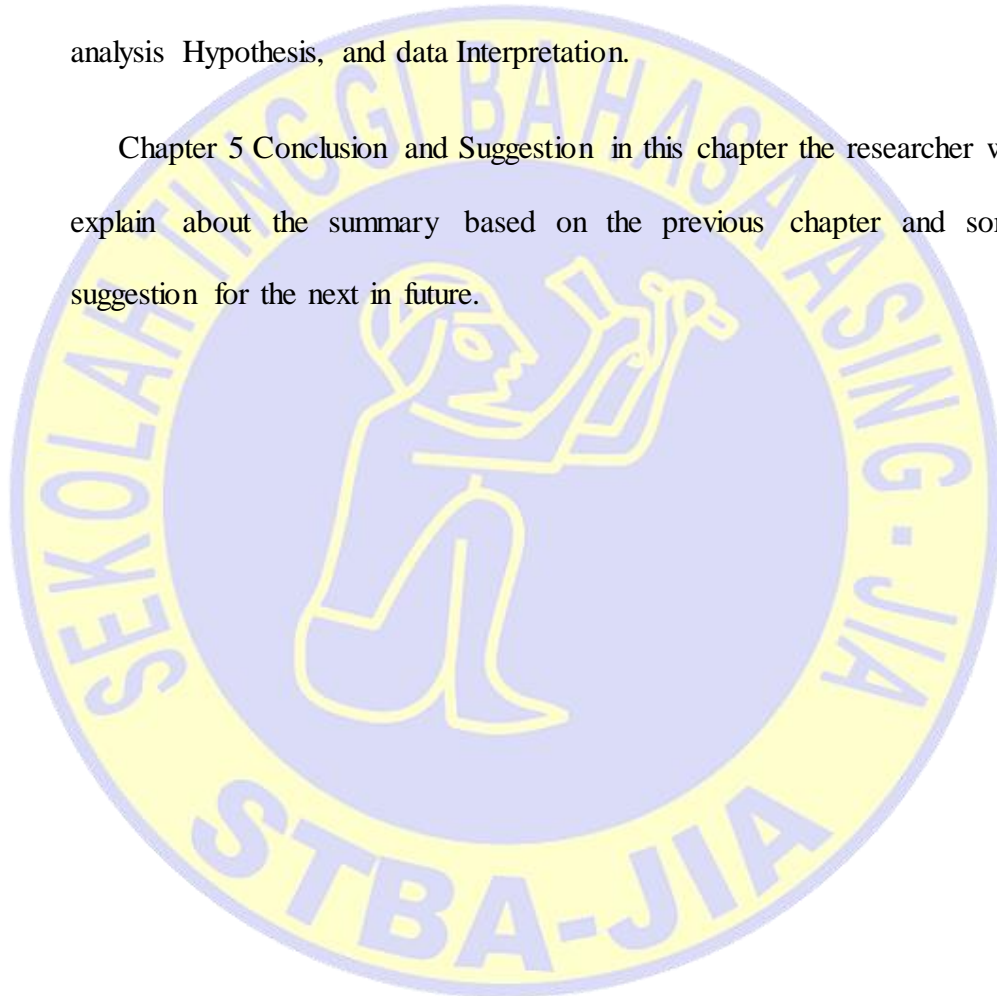 analysis Hypothesis, and data Interpretation.
Chapter 5 Conclusion and Suggestion in this chapter the researcher
explain about the summary based on the previous chapter and
suggestion for the next in future.
SEKOLAH TINGGI BAHASA ASING - JIA
STBA-JIA